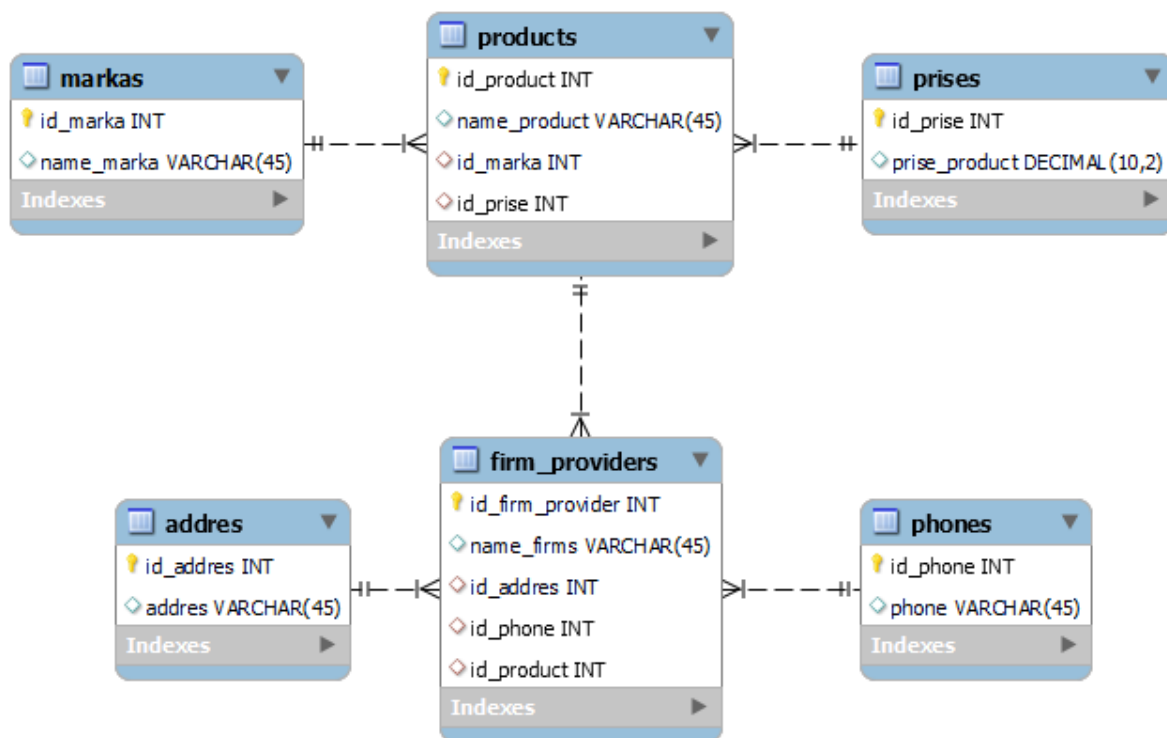 products
id_product INT
name_product VARCHAR(45)
id_marka INT
id_prise INT
Indexes
markas
id_marka INT
name_marka VARCHAR(45)
Indexes
prises
id_prise INT
prise_product DECIMAL(10,2)
Indexes
firm_providers
id_firm_provider INT
name_firms VARCHAR(45)
id_addres INT
id_phone INT
id_product INT
Indexes
addres
id_addres INT
addres VARCHAR(45)
Indexes
phones
id_phone INT
phone VARCHAR(45)
Indexes